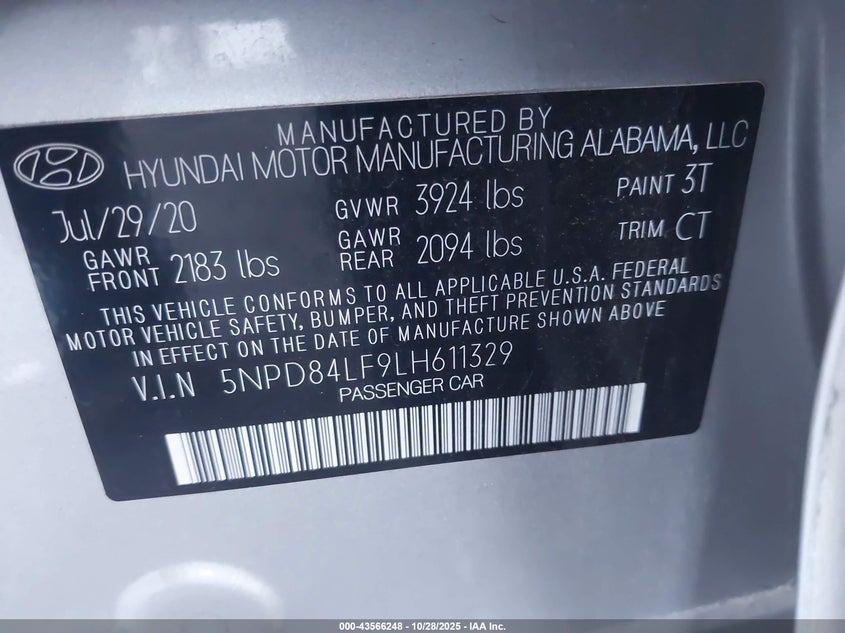 MANUFACTURED BY
HYUNDAI MOTOR MANUFACTURING ALABAMA, LLC
Jul/29/20 GVWR 3924 lbs PAINT 3T
GAWR FRONT 2183 lbs GAWR REAR 2094 lbs TRIM CT
THIS VEHICLE CONFORMS TO ALL APPLICABLE U.S.A. FEDERAL
MOTOR VEHICLE SAFETY, BUMPER, AND THEFT PREVENTION STANDARDS
IN EFFECT ON THE DATE OF MANUFACTURE SHOWN ABOVE
V.I.N 5NPD84LF9LH611329
PASSENGER CAR
000-43566248 - 10/28/2025 - IAA Inc.